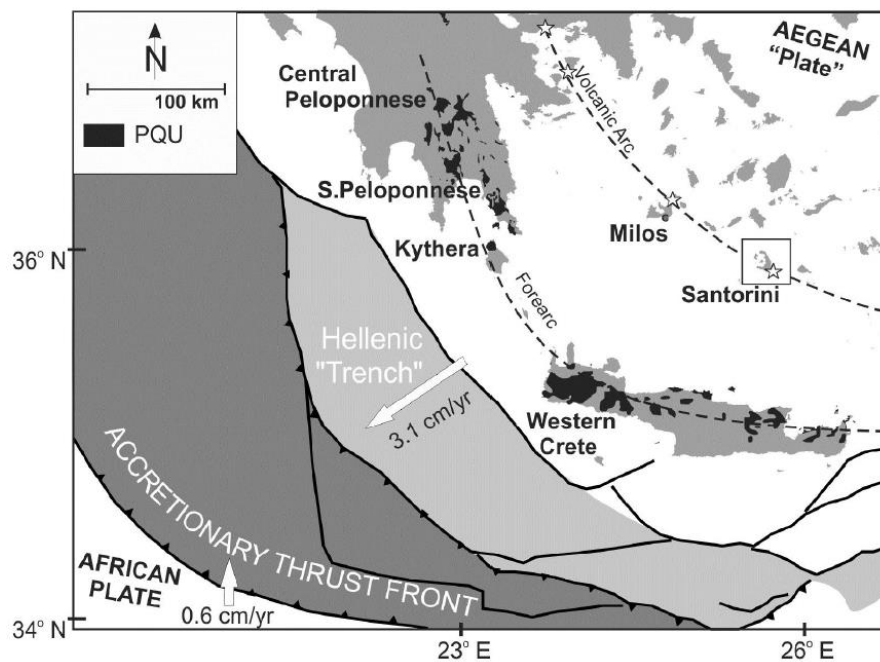 N
100 km
PQU
AEGEAN
"Plate"
Central
Peloponnese
Volcanic Arc
S.Peloponnese
Milos
Kythera
36° N
Santorini
Forearc
Hellenic
"Trench"
3.1 cm/yr
Western
Crete
ACCRETIONARY THRUST FRONT
AFRICAN
PLATE
0.6 cm/yr
34° N
23° E
26° E